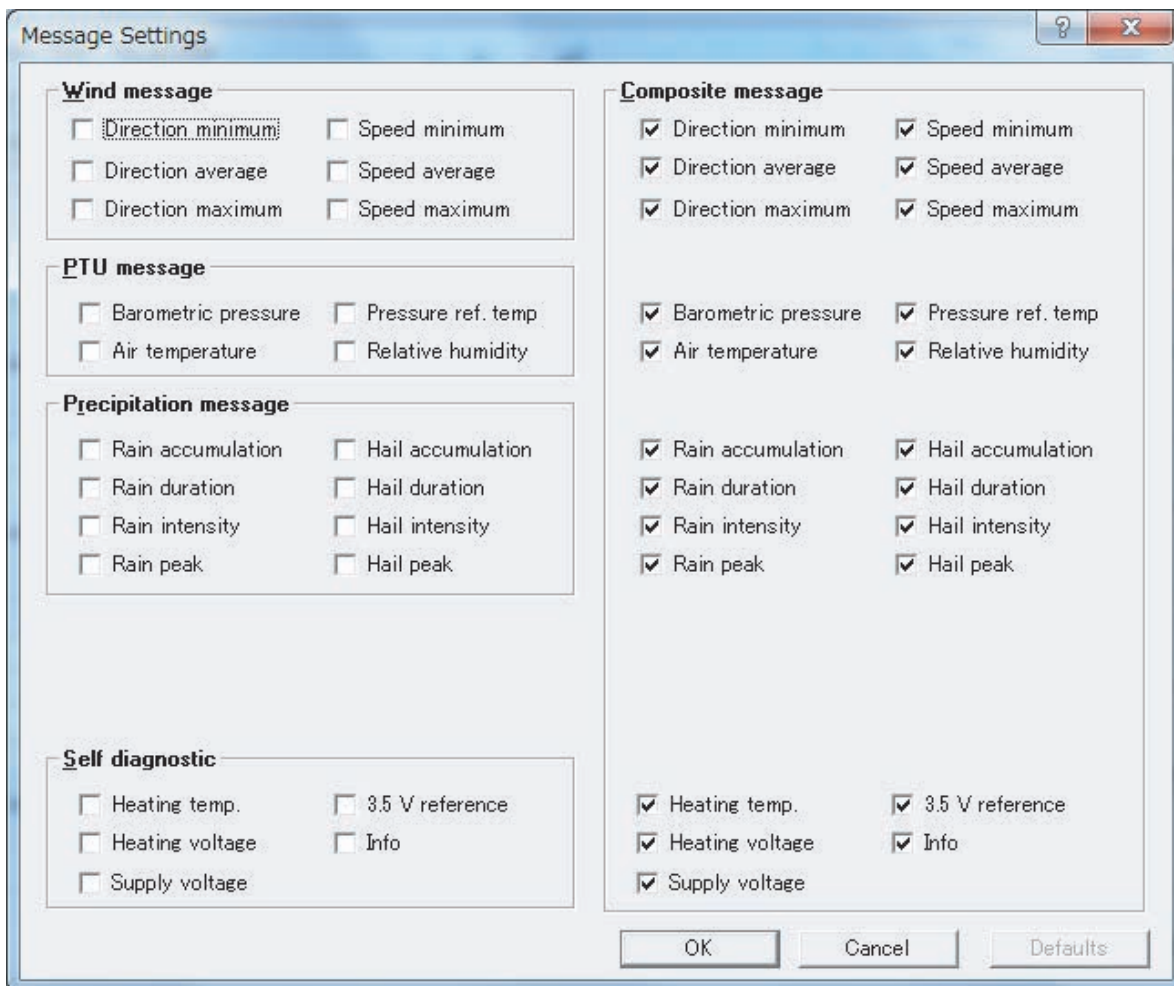 Message Settings
Wind message
Direction minimum Speed minimum
Direction average Speed average
Direction maximum Speed maximum
PTU message
Barometric pressure Pressure ref. temp
Air temperature Relative humidity
Precipitation message
Rain accumulation Hail accumulation
Rain duration Hail duration
Rain intensity Hail intensity
Rain peak Hail peak
Self diagnostic
Heating temp. 3.5 V reference
Heating voltage Info
Supply voltage
Composite message
Direction minimum Speed minimum
Direction average Speed average
Direction maximum Speed maximum
Barometric pressure Pressure ref. temp
Air temperature Relative humidity
Rain accumulation Hail accumulation
Rain duration Hail duration
Rain intensity Hail intensity
Rain peak Hail peak
Heating temp. 3.5 V reference
Heating voltage Info
Supply voltage
OK Cancel Defaults